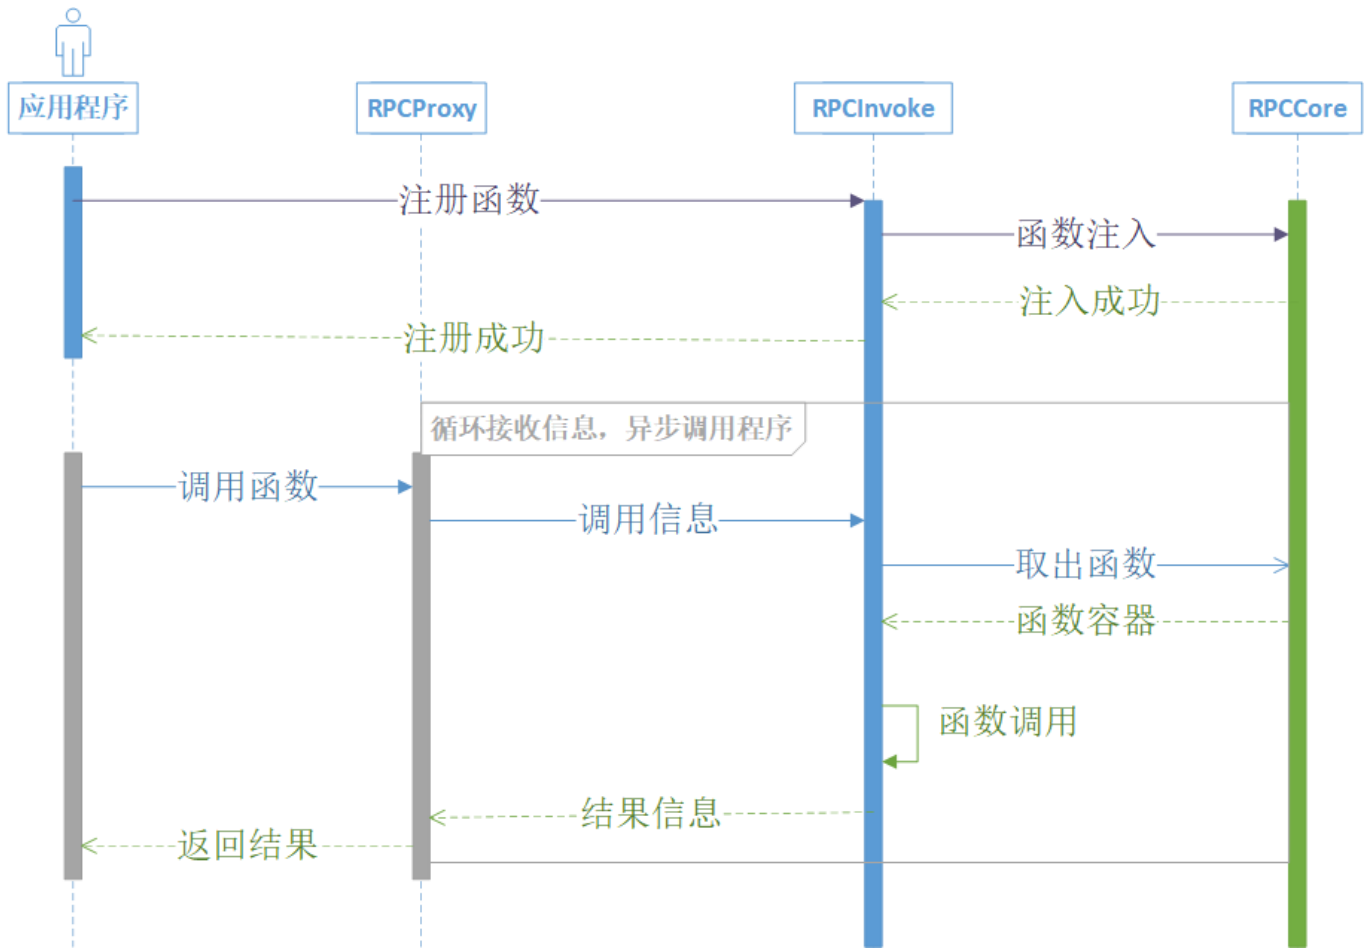 应用程序
RPCProxy
RPCInvoke
RPCCore
注册函数
函数注入
注入成功
注册成功
循环接收信息，异步调用程序
调用函数
调用信息
取出函数
函数容器
函数调用
结果信息
返回结果